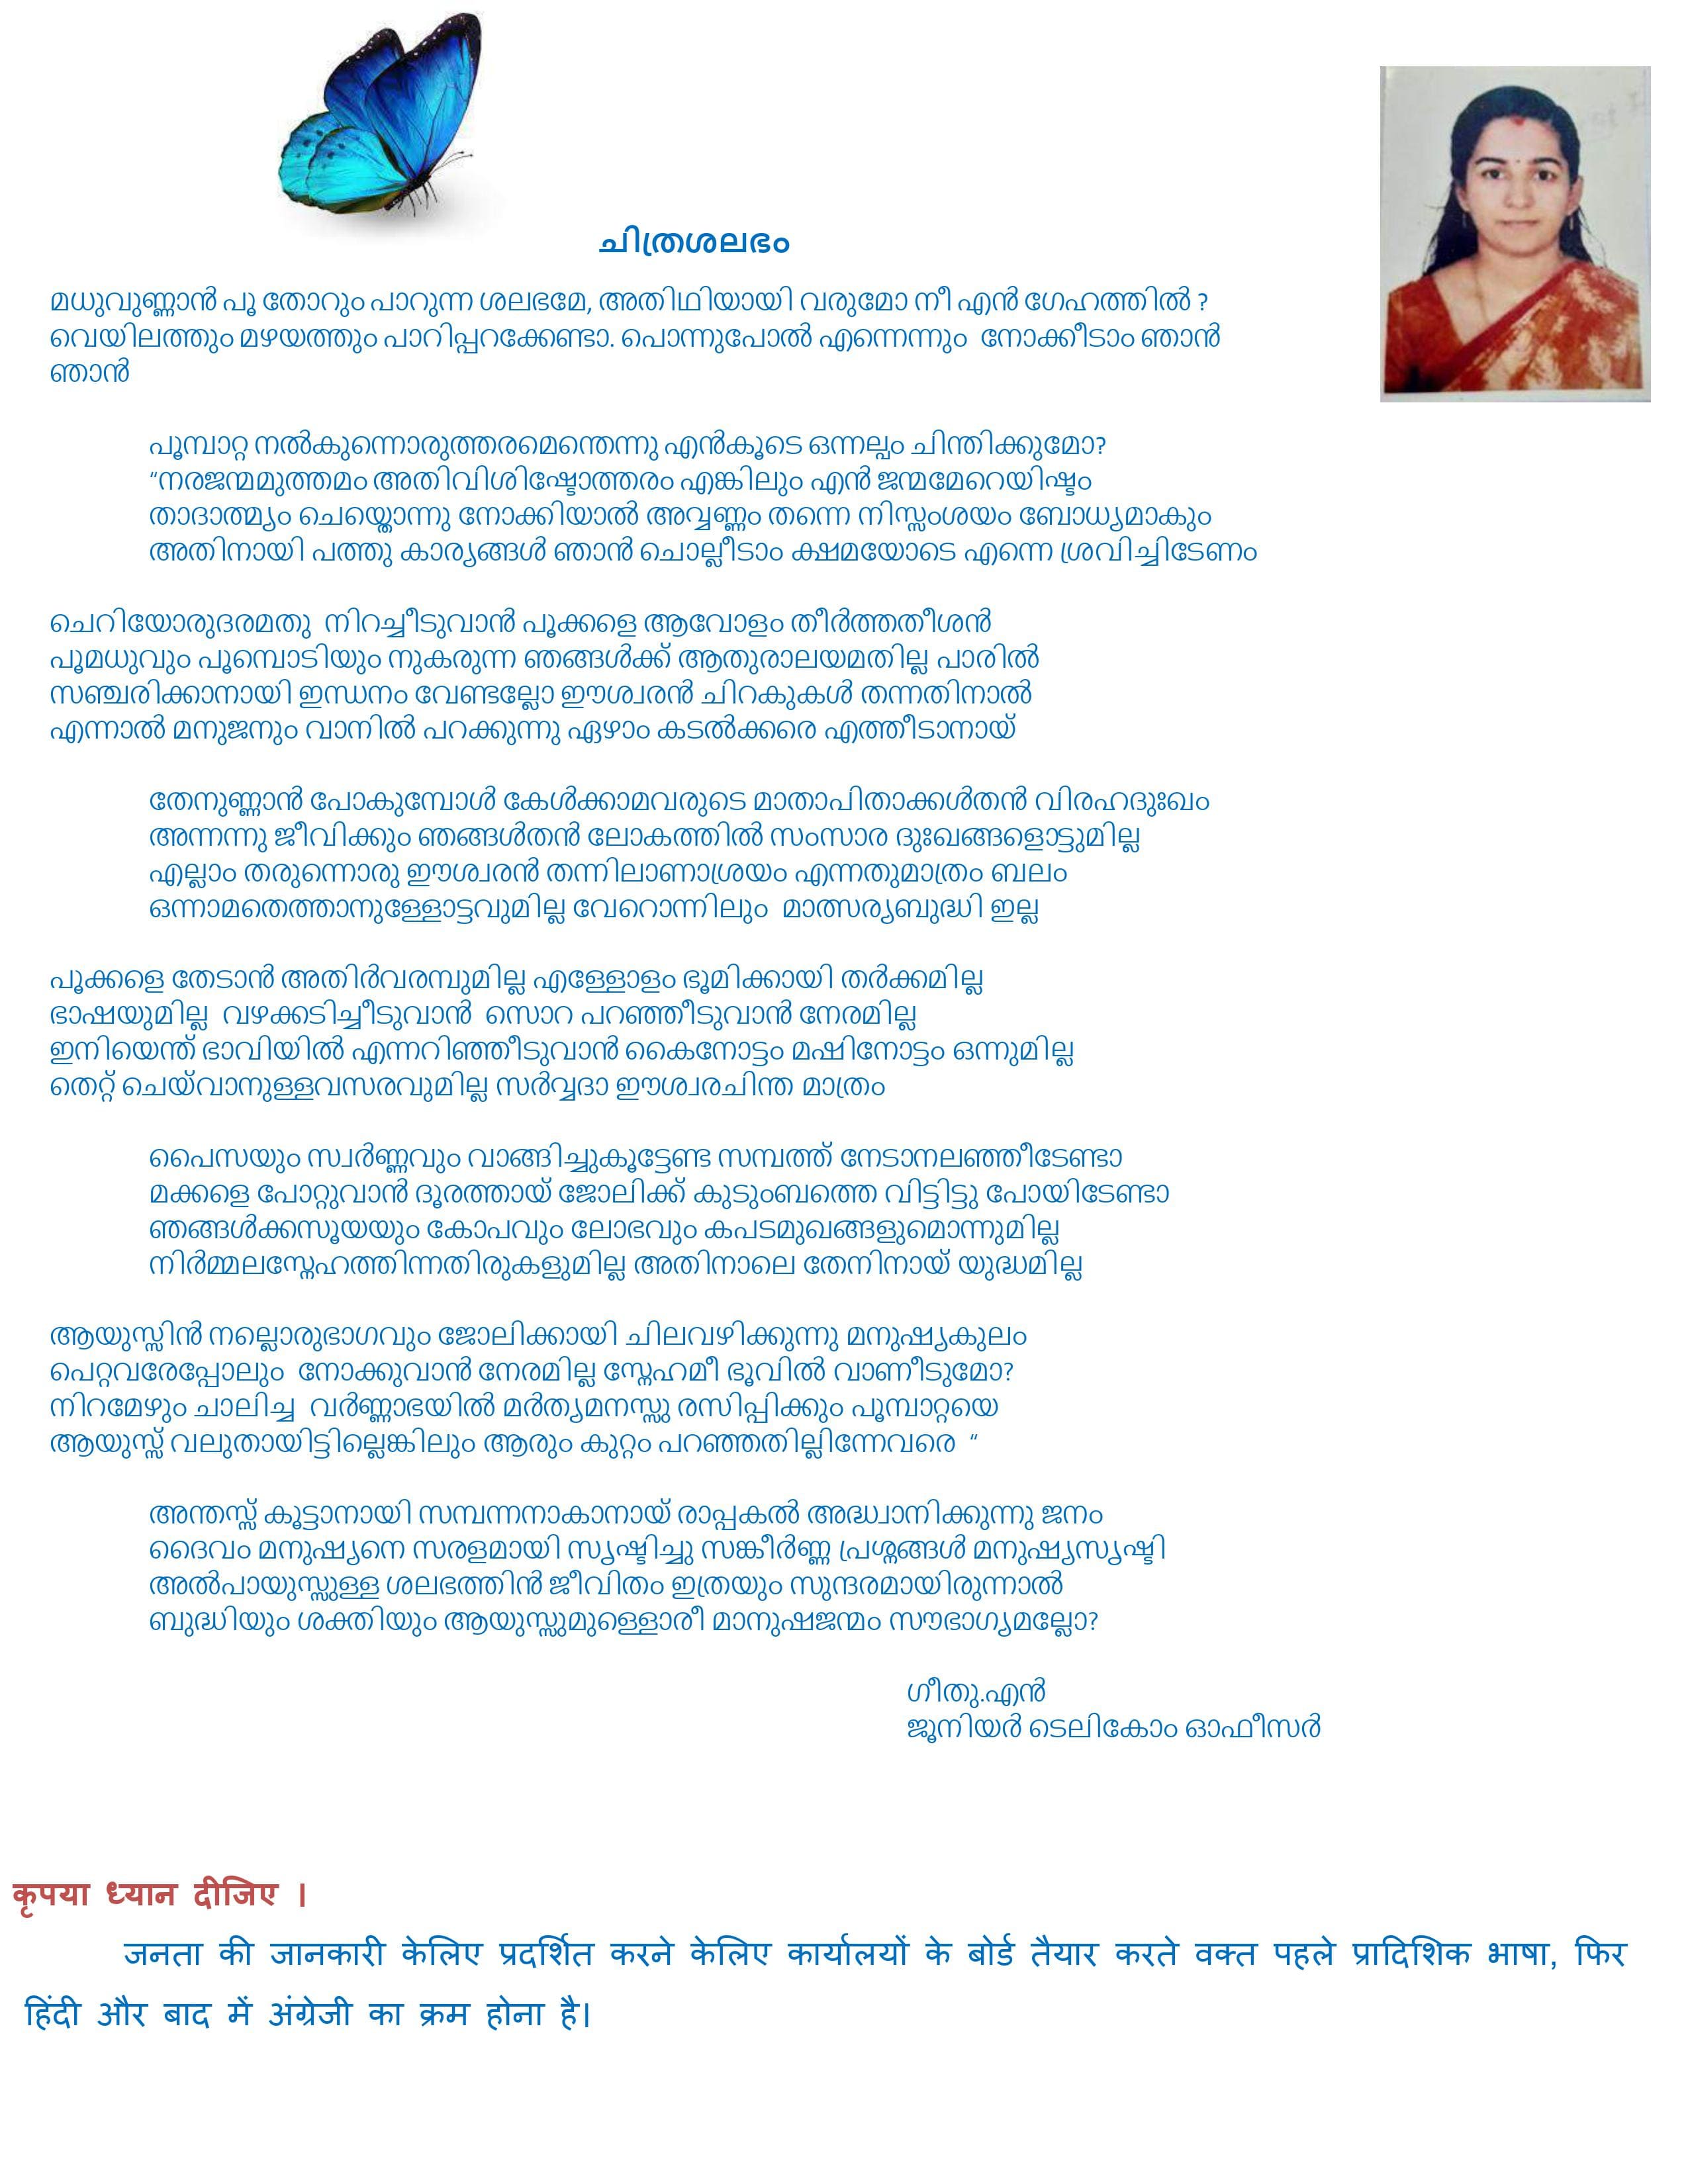 ചിത്രശലഭം
മധുവുണ്ണാൻ പൂ തോറും പാറുന്ന ശലഭമേ, അതിഥിയായി വരുമോ നീ എൻ ഗേഹത്തിൽ ?
വെയിലത്തും മഴയത്തും പാറിപ്പറക്കേണ്ടാ. പൊന്നുപോൽ എന്നെന്നും നോക്കീടാം ഞാൻ
ഞാൻ
പൂമ്പാറ്റ നൽകുന്നൊരുത്തരമെന്തെന്നു എൻകൂടെ ഒന്നല്പം ചിന്തിക്കുമോ?
“നരജന്മമുത്തമം അതിവിശിഷ്ടോത്തരം എങ്കിലും എൻ ജന്മമേറെയിഷ്ടം
താദാത്മ്യം ചെയ്തൊന്നു നോക്കിയാൽ അവ്വണ്ണം തന്നെ നിസ്സംശയം ബോധ്യമാകും
അതിനായി പത്തു കാര്യങ്ങൾ ഞാൻ ചൊല്ലീടാം ക്ഷമയോടെ എന്നെ ശ്രവിച്ചിടേണം
ചെറിയോരുദരമതു നിറച്ചീടുവാൻ പൂക്കളെ ആവോളം തീർത്തതീശൻ
പൂമധുവും പൂമ്പൊടിയും നുകരുന്ന ഞങ്ങൾക്ക് ആതുരാലയമതില്ല പാരിൽ
സഞ്ചരിക്കാനായി ഇന്ധനം വേണ്ടല്ലോ ഈശ്വരൻ ചിറകുകൾ തന്നതിനാൽ
എന്നാൽ മനുജനും വാനിൽ പറക്കുന്നു ഏഴാം കടൽക്കരെ എത്തീടാനായ്
തേനുണ്ണാൻ പോകുമ്പോൾ കേൾക്കാമവരുടെ മാതാപിതാക്കൾതൻ വിരഹദുഃഖം
അന്നന്നു ജീവിക്കും ഞങ്ങൾതൻ ലോകത്തിൽ സംസാര ദുഃഖങ്ങളൊട്ടുമില്ല
എല്ലാം തരുന്നൊരു ഈശ്വരൻ തന്നിലാണാശ്രയം എന്നതുമാത്രം ബലം
ഒന്നാമതെത്താനുള്ളോട്ടവുമില്ല വേറൊന്നിലും മാത്സര്യബുദ്ധി ഇല്ല
പൂക്കളെ തേടാൻ അതിർവരമ്പുമില്ല എള്ളോളം ഭൂമിക്കായി തർക്കമില്ല
ഭാഷയുമില്ല വഴക്കടിച്ചീടുവാൻ സൊറ പറഞ്ഞീടുവാൻ നേരമില്ല
ഇനിയെന്ത് ഭാവിയിൽ എന്നറിഞ്ഞീടുവാൻ കൈനോട്ടം മഷിനോട്ടം ഒന്നുമില്ല
തെറ്റ് ചെയ്‌വാനുള്ളവസരവുമില്ല സർവ്വദാ ഈശ്വരചിന്ത മാത്രം
പൈസയും സ്വർണ്ണവും വാങ്ങിച്ചുകൂട്ടേണ്ട സമ്പത്ത് നേടാനലഞ്ഞീടേണ്ടാ
മക്കളെ പോറ്റുവാൻ ദൂരത്തായ് ജോലിക്ക് കുടുംബത്തെ വിട്ടിട്ടു പോയിടേണ്ടാ
ഞങ്ങൾക്കസൂയയും കോപവും ലോഭവും കപടമുഖങ്ങളുമൊന്നുമില്ല
നിർമ്മലസ്നേഹത്തിന്നതിരുകളുമില്ല അതിനാലെ തേനിനായ് യുദ്ധമില്ല
ആയുസ്സിൻ നല്ലൊരുഭാഗവും ജോലിക്കായി ചിലവഴിക്കുന്നു മനുഷ്യകുലം
പെറ്റവരേപ്പോലും നോക്കുവാൻ നേരമില്ല സ്നേഹമീ ഭൂവിൽ വാണീടുമോ?
നിറമേഴും ചാലിച്ച വർണ്ണാഭയിൽ മർത്യമനസ്സു രസിപ്പിക്കും പൂമ്പാറ്റയെ
ആയുസ്സ് വലുതായിട്ടില്ലെങ്കിലും ആരും കുറ്റം പറഞ്ഞതില്ലിന്നേവരെ “
അന്തസ്സ് കൂട്ടാനായി സമ്പന്നനാകാനായ് രാപ്പകൽ അദ്ധ്വാനിക്കുന്നു ജനം
ദൈവം മനുഷ്യനെ സരളമായി സൃഷ്ടിച്ചു സങ്കീർണ്ണ പ്രശ്നങ്ങൾ മനുഷ്യസൃഷ്ടി
അൽപായുസ്സുള്ള ശലഭത്തിൻ ജീവിതം ഇത്രയും സുന്ദരമായിരുന്നാൽ
ബുദ്ധിയും ശക്തിയും ആയുസ്സുമുള്ളൊരീ മാനുഷജന്മം സൗഭാഗ്യമല്ലോ?
ഗീതു.എൻ
ജൂനിയർ ടെലികോം ഓഫീസർ
कृपया ध्यान दीजिए ।
जनता की जानकारी केलिए प्रदर्शित करने केलिए कार्यालयों के बोर्ड तैयार करते वक्त पहले प्रादिशिक भाषा, फिर
हिंदी और बाद में अंग्रेजी का क्रम होना है।